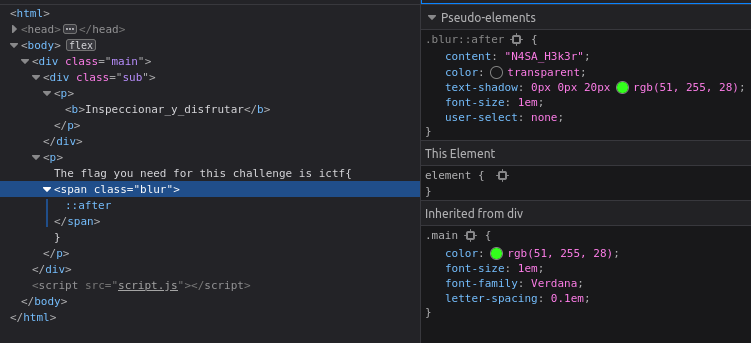 <html>
<head> </head>
<body> flex
<div class="main">
<div class="sub">
<p>
<b>Inspeccionar_y_disfrutar</b>
</p>
</div>
<p>
The flag you need for this challenge is ictf{
<span class="blur">
::after
</span>
}
</p>
</div>
<script src="script.js"></script>
</body>
</html>
Pseudo-elements
.blur::after {
content: "N4SA_H3k3r";
color: transparent;
text-shadow: 0px 0px 20px rgb(51, 255, 28);
font-size: 1em;
user-select: none;
}
This Element
element {
}
Inherited from div
.main {
color: rgb(51, 255, 28);
font-size: 1em;
font-family: Verdana;
letter-spacing: 0.1em;
}